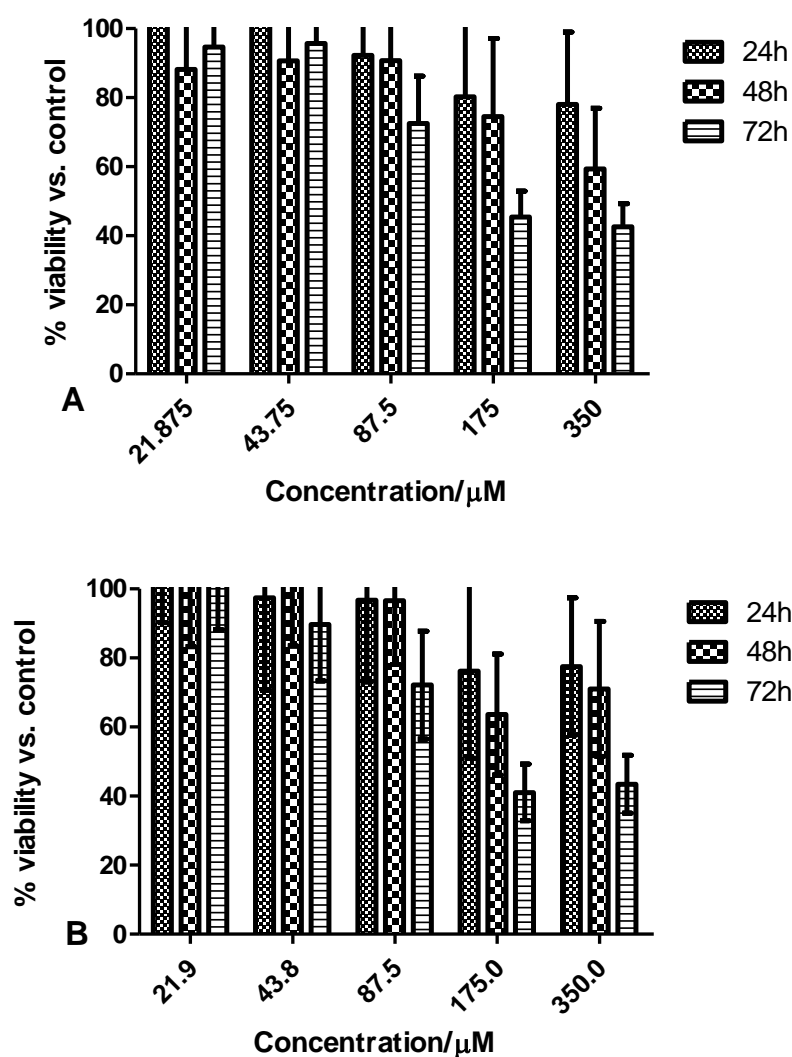 100
80
60
40
20
0
% viability vs. control
24h
48h
72h
A
21.875 43.75 87.5 175 350
Concentration/μM
100
80
60
40
20
0
% viability vs. control
24h
48h
72h
B
21.9 43.8 87.5 175.0 350.0
Concentration/μM